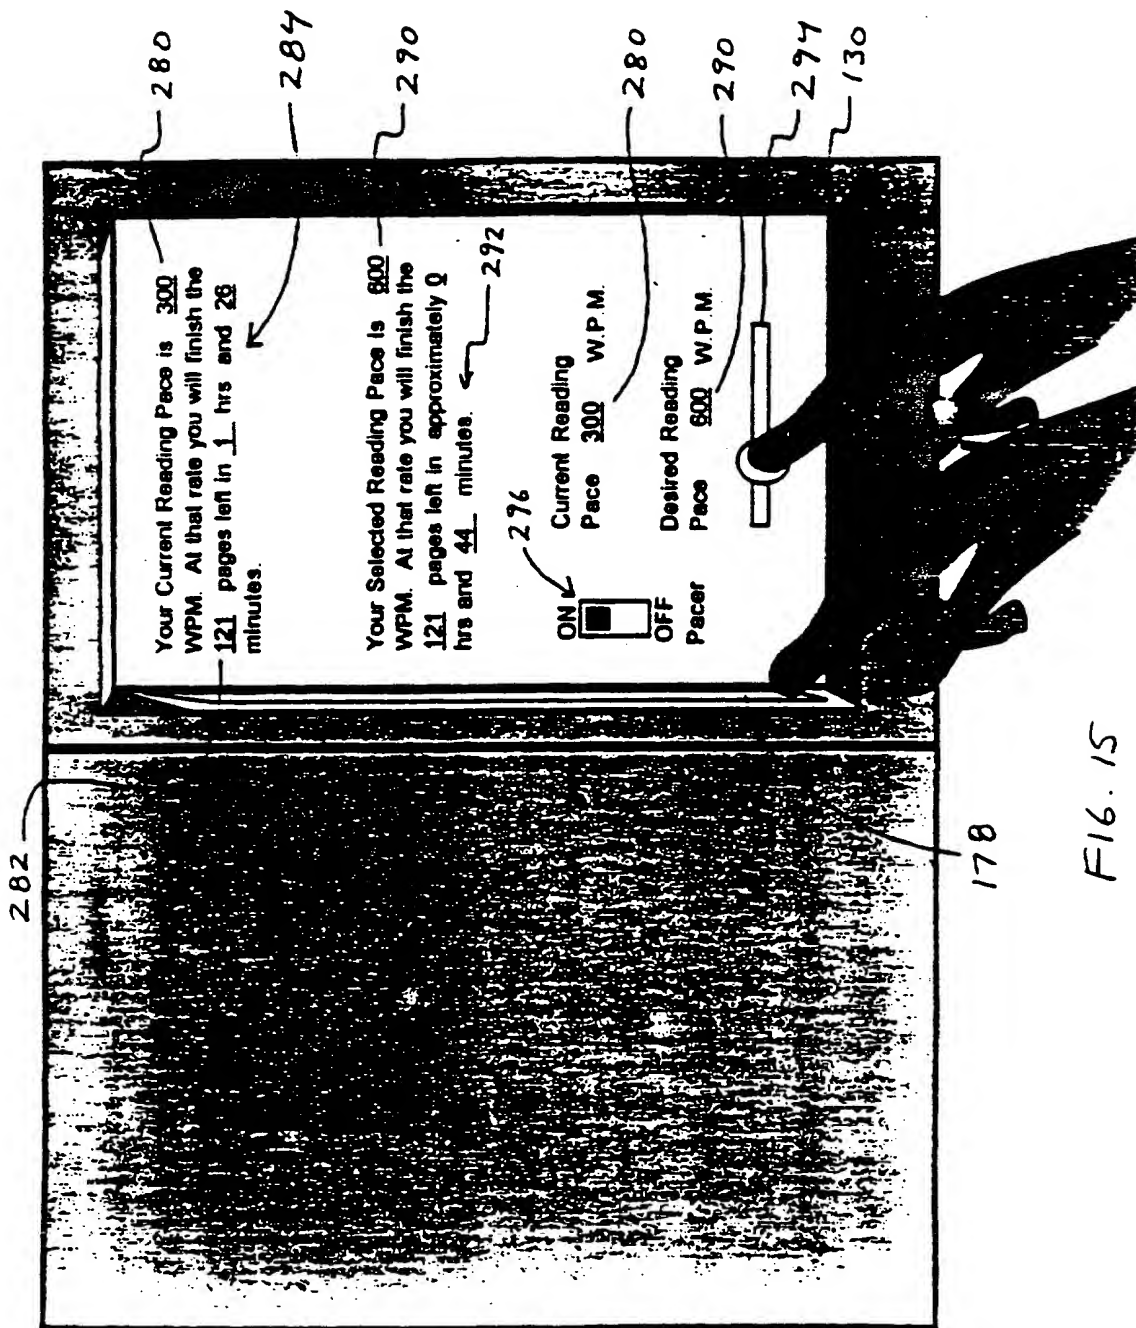 282
Your Current Reading Pace is 300
WPM. At that rate you will finish the
121 pages left in 1 hrs and 26
minutes.
Your Selected Reading Pace is 600
WPM. At that rate you will finish the
121 pages left in approximately 0
hrs and 44 minutes.
292
296
ON
OFF
Pacer
Current Reading
Pace 300 W.P.M.
Desired Reading
Pace 600 W.P.M.
280
284
290
280
290
294
130
178
FIG. 15